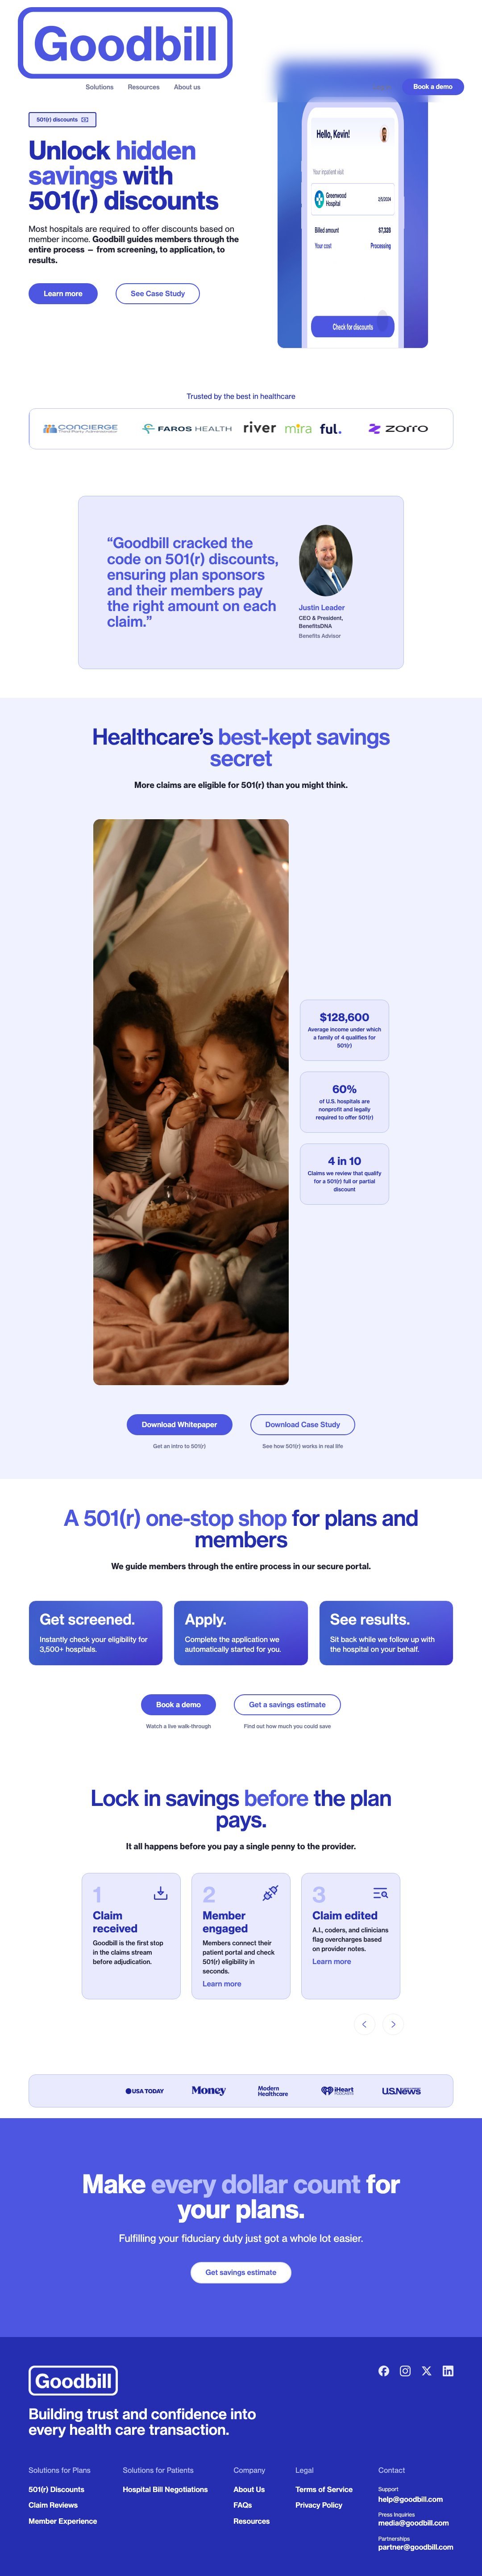 Goodbill
Solutions Resources About us
Book a demo
501(r) discounts
Unlock hidden
savings with
501(r) discounts
Most hospitals are required to offer discounts based on
member income. Goodbill guides members through the
entire process — from screening, to application, to
results.
Learn more
See Case Study
Hello, Kevin!
Your inpatient visit
Greenwood
Hospital
2/5/2024
Billed amount $7,320
Your cost Processing
Check for discounts
Trusted by the best in healthcare
CONCIERGE
Third Party Administrators
FAROS HEALTH
river
mira
ful.
zorro
“Goodbill cracked the
code on 501(r) discounts,
ensuring plan sponsors
and their members pay
the right amount on each
claim.”
Justin Leader
CEO & President,
BenefitsDNA
Benefits Advisor
Healthcare’s best-kept savings
secret
More claims are eligible for 501(r) than you might think.
$128,600
Average income under which
a family of 4 qualifies for
501(r)
60%
of U.S. hospitals are
nonprofit and legally
required to offer 501(r)
4 in 10
Claims we review that qualify
for a 501(r) full or partial
discount
Download Whitepaper
Get an intro to 501(r)
Download Case Study
See how 501(r) works in real life
A 501(r) one-stop shop for plans and
members
We guide members through the entire process in our secure portal.
Get screened.
Instantly check your eligibility for
3,500+ hospitals.
Apply.
Complete the application we
automatically started for you.
See results.
Sit back while we follow up with
the hospital on your behalf.
Book a demo
Watch a live walk-through
Get a savings estimate
Find out how much you could save
Lock in savings before the plan
pays.
It all happens before you pay a single penny to the provider.
1
Claim
received
Goodbill is the first stop
in the claims stream
before adjudication.
2
Member
engaged
Members connect their
patient portal and check
501(r) eligibility in
seconds.
Learn more
3
Claim edited
A.I., coders, and clinicians
flag overcharges based
on provider notes.
Learn more
USA TODAY
Money
Modern
Healthcare
iHeart
PODCASTS
U.S.News
Make every dollar count for
your plans.
Fulfilling your fiduciary duty just got a whole lot easier.
Get savings estimate
Goodbill
Building trust and confidence into
every health care transaction.
Solutions for Plans
501(r) Discounts
Claim Reviews
Member Experience
Solutions for Patients
Hospital Bill Negotiations
Company
About Us
FAQs
Resources
Legal
Terms of Service
Privacy Policy
Contact
Support
help@goodbill.com
Press Inquiries
media@goodbill.com
Partnerships
partner@goodbill.com